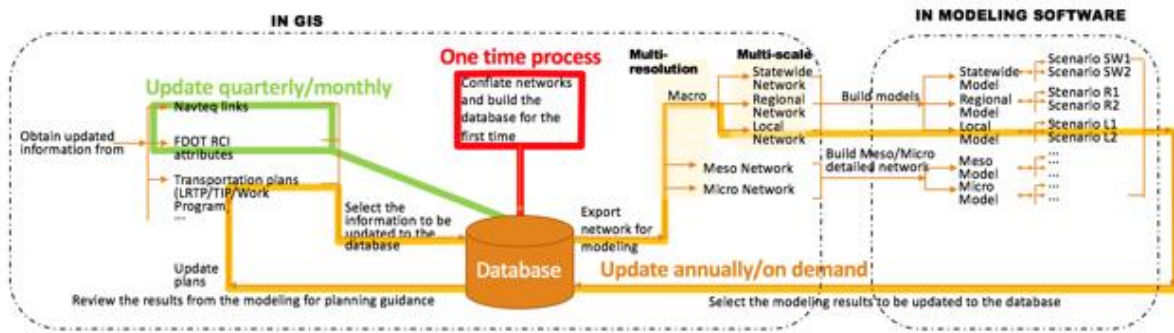 IN GIS
IN MODELING SOFTWARE
One time process
Conflate networks
and build the
database for the
first time
Update quarterly/monthly
Obtain updated
information from
Navteq links
FDOT RCI
attributes
Transportation plans
(LRTP/TIP/Work
Program)
...
Select the
information to be
updated to the
database
Update
plans
Database
Export
network for
modeling
Multi-
resolution
Macro
Meso Network
Micro Network
Multi-scale
Statewide
Network
Regional
Network
Local
Network
Build models
Build Meso/Micro
detailed network
Statewide
Model
Regional
Model
Local
Model
Meso
Model
Micro
Model
Scenario SW1
Scenario SW2
Scenario R1
Scenario R2
Scenario L1
Scenario L2
...
...
...
...
Update annually/on demand
Review the results from the modeling for planning guidance
Select the modeling results to be updated to the database